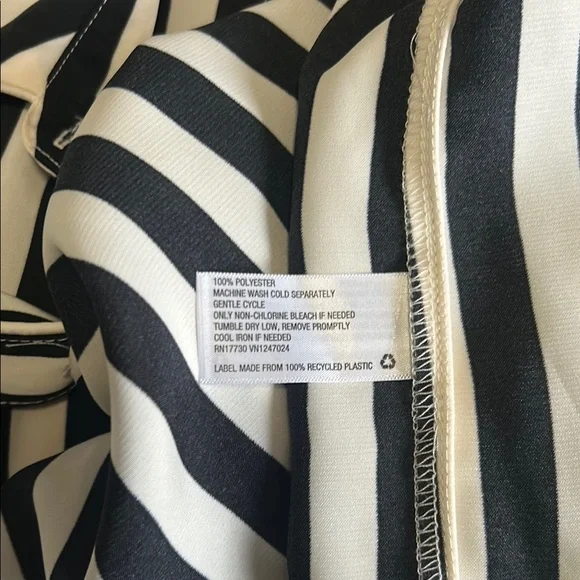 100% POLYESTER
MACHINE WASH COLD SEPARATELY
GENTLE CYCLE
ONLY NON-CHLORINE BLEACH IF NEEDED
TUMBLE DRY LOW, REMOVE PROMPTLY
COOL IRON IF NEEDED
RN17730 VN1247024
LABEL MADE FROM 100% RECYCLED PLASTIC